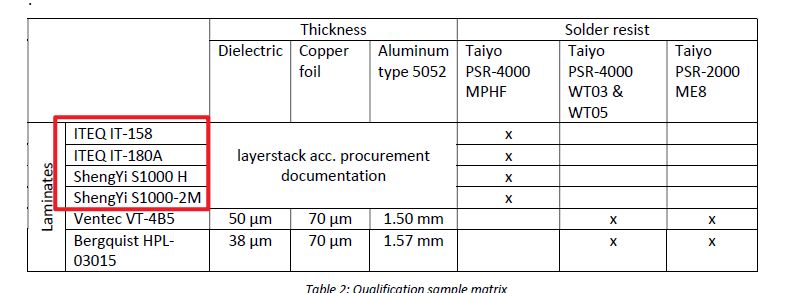 Thickness Solder resist
Dielectric Copper foil Aluminum type 5052 Taiyo PSR-4000 MPHF Taiyo PSR-4000 WT03 & WT05 Taiyo PSR-2000 ME8
Laminates
ITEQ IT-158 x
ITEQ IT-180A layerstack acc. procurement x
ShengYi S1000 H documentation x
ShengYi S1000-2M x
Ventec VT-4B5 50 µm 70 µm 1.50 mm x x
Bergquist HPL-03015 38 µm 70 µm 1.57 mm x x
Table 2: Qualification sample matrix